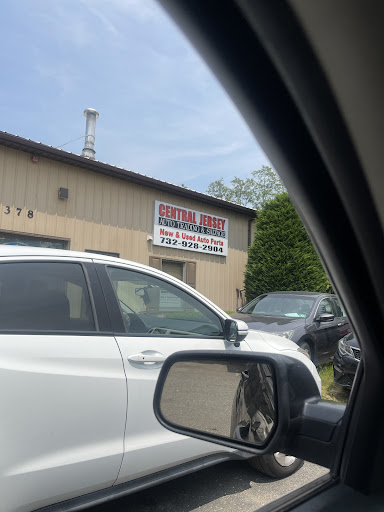 378
CENTRAL JERSEY
AUTO TRADING & SALVAGE
New & Used Auto Parts
732-928-2904